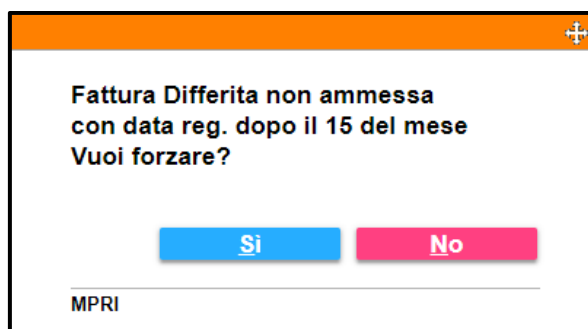 Fattura Differita non ammessa
con data reg. dopo il 15 del mese
Vuoi forzare?
Sì No
MPRI